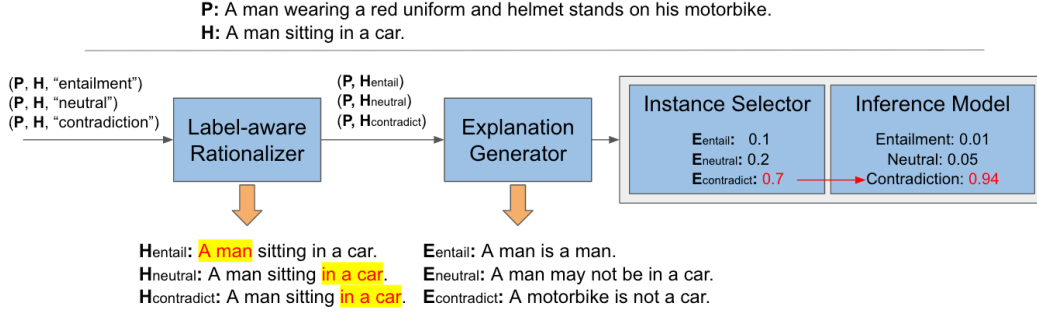 P: A man wearing a red uniform and helmet stands on his motorbike.
H: A man sitting in a car.
(P, H, “entailment”)
(P, H, “neutral”)
(P, H, “contradiction”)
Label-aware
Rationalizer
(P, Hentail)
(P, Hneutral)
(P, Hcontradict)
Explanation
Generator
Instance Selector
Eentail: 0.1
Eneutral: 0.2
Econtradict: 0.7
Inference Model
Entailment: 0.01
Neutral: 0.05
Contradiction: 0.94
Hentail: A man sitting in a car.
Hneutral: A man sitting in a car.
Hcontradict: A man sitting in a car.
Eentail: A man is a man.
Eneutral: A man may not be in a car.
Econtradict: A motorbike is not a car.